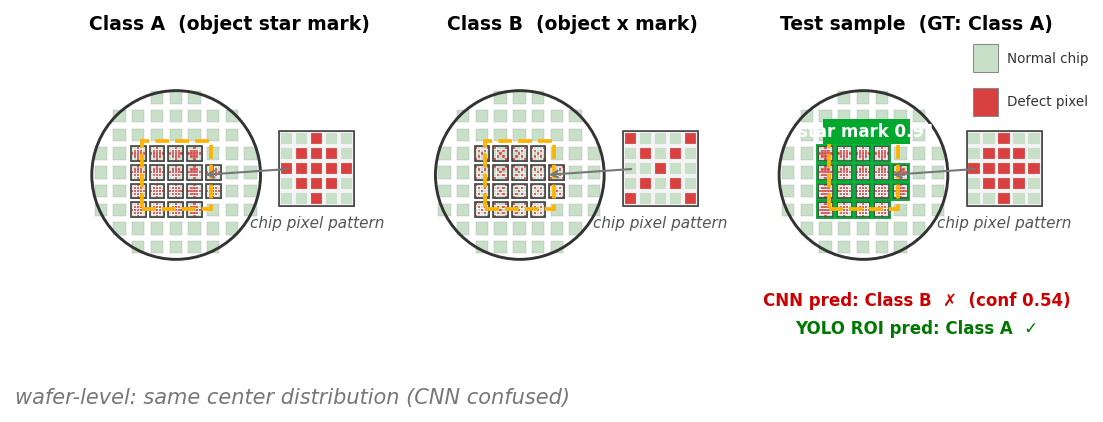 Class A  (object star mark)
Class B  (object x mark)
Test sample  (GT: Class A)
Normal chip
Defect pixel
star mark 0.9
chip pixel pattern
chip pixel pattern
chip pixel pattern
CNN pred: Class B  ✗  (conf 0.54)
YOLO ROI pred: Class A  ✓
wafer-level: same center distribution (CNN confused)